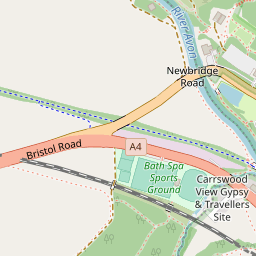 River Avon
Newbridge
Road
Bristol Road
A4
Bath Spa
Sports
Ground
Carrswood
View Gypsy
& Travellers
Site